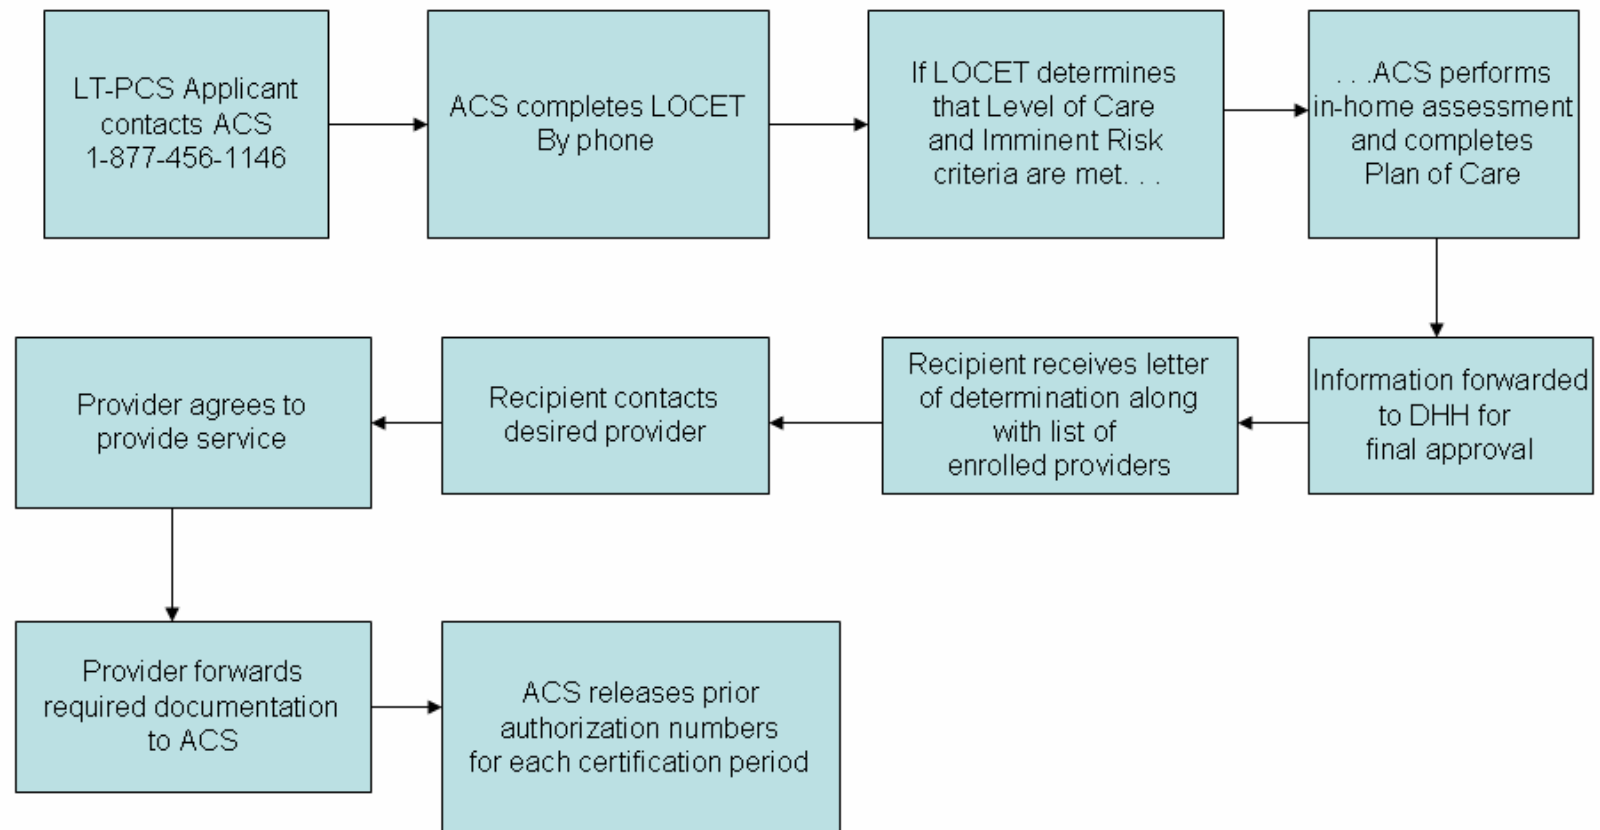 LT-PCS Applicant
contacts ACS
1-877-456-1146
ACS completes LOCET
By phone
If LOCET determines
that Level of Care
and Imminent Risk
criteria are met. . .
. . .ACS performs
in-home assessment
and completes
Plan of Care
Information forwarded
to DHH for
final approval
Recipient receives letter
of determination along
with list of
enrolled providers
Recipient contacts
desired provider
Provider agrees to
provide service
Provider forwards
required documentation
to ACS
ACS releases prior
authorization numbers
for each certification period